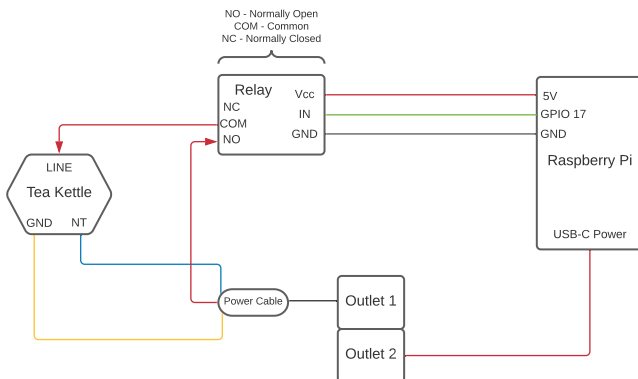 NO - Normally Open
COM - Common
NC - Normally Closed
Relay
Vcc
NC
IN
COM
NO
GND
5V
GPIO 17
GND
Raspberry Pi
USB-C Power
LINE
Tea Kettle
GND
NT
Power Cable
Outlet 1
Outlet 2